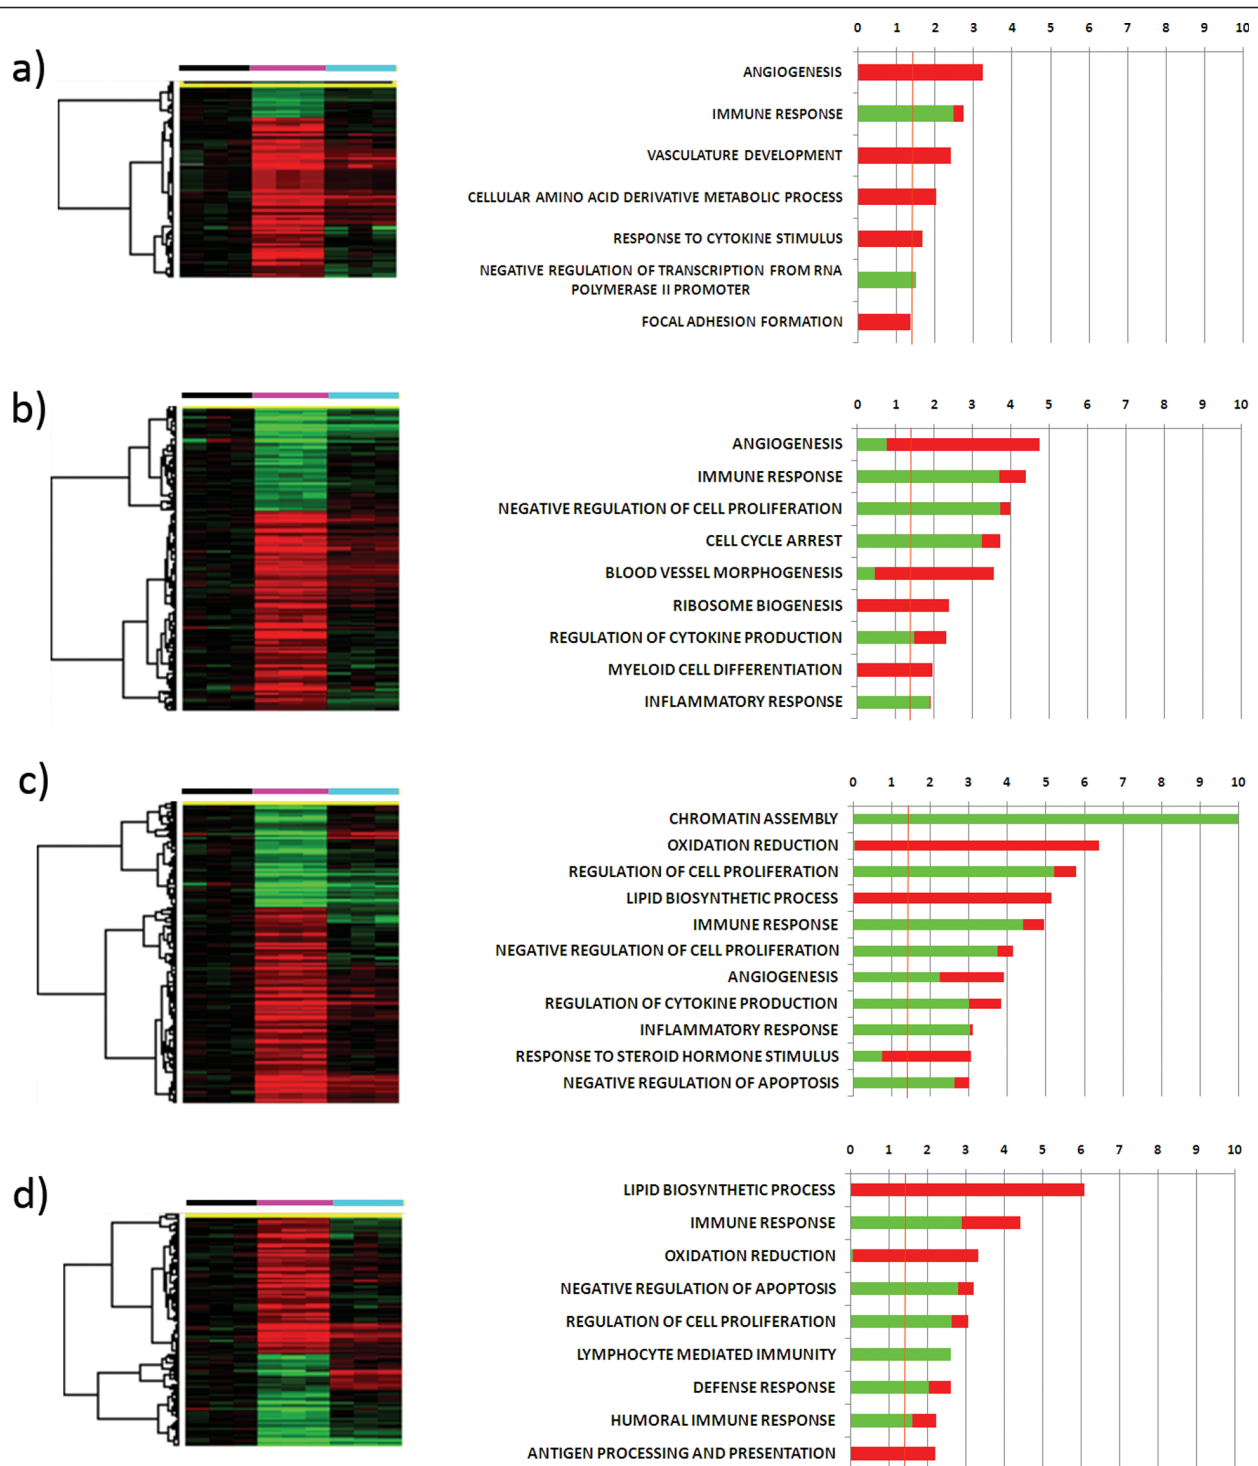 a)
0 1 2 3 4 5 6 7 8 9 10
ANGIOGENESIS
IMMUNE RESPONSE
VASCULATURE DEVELOPMENT
CELLULAR AMINO ACID DERIVATIVE METABOLIC PROCESS
RESPONSE TO CYTOKINE STIMULUS
NEGATIVE REGULATION OF TRANSCRIPTION FROM RNA
POLYMERASE II PROMOTER
FOCAL ADHESION FORMATION
b)
0 1 2 3 4 5 6 7 8 9 10
ANGIOGENESIS
IMMUNE RESPONSE
NEGATIVE REGULATION OF CELL PROLIFERATION
CELL CYCLE ARREST
BLOOD VESSEL MORPHOGENESIS
RIBOSOME BIOGENESIS
REGULATION OF CYTOKINE PRODUCTION
MYELOID CELL DIFFERENTIATION
INFLAMMATORY RESPONSE
c)
0 1 2 3 4 5 6 7 8 9 10
CHROMATIN ASSEMBLY
OXIDATION REDUCTION
REGULATION OF CELL PROLIFERATION
LIPID BIOSYNTHETIC PROCESS
IMMUNE RESPONSE
NEGATIVE REGULATION OF CELL PROLIFERATION
ANGIOGENESIS
REGULATION OF CYTOKINE PRODUCTION
INFLAMMATORY RESPONSE
RESPONSE TO STEROID HORMONE STIMULUS
NEGATIVE REGULATION OF APOPTOSIS
d)
0 1 2 3 4 5 6 7 8 9 10
LIPID BIOSYNTHETIC PROCESS
IMMUNE RESPONSE
OXIDATION REDUCTION
NEGATIVE REGULATION OF APOPTOSIS
REGULATION OF CELL PROLIFERATION
LYMPHOCYTE MEDIATED IMMUNITY
DEFENSE RESPONSE
HUMORAL IMMUNE RESPONSE
ANTIGEN PROCESSING AND PRESENTATION